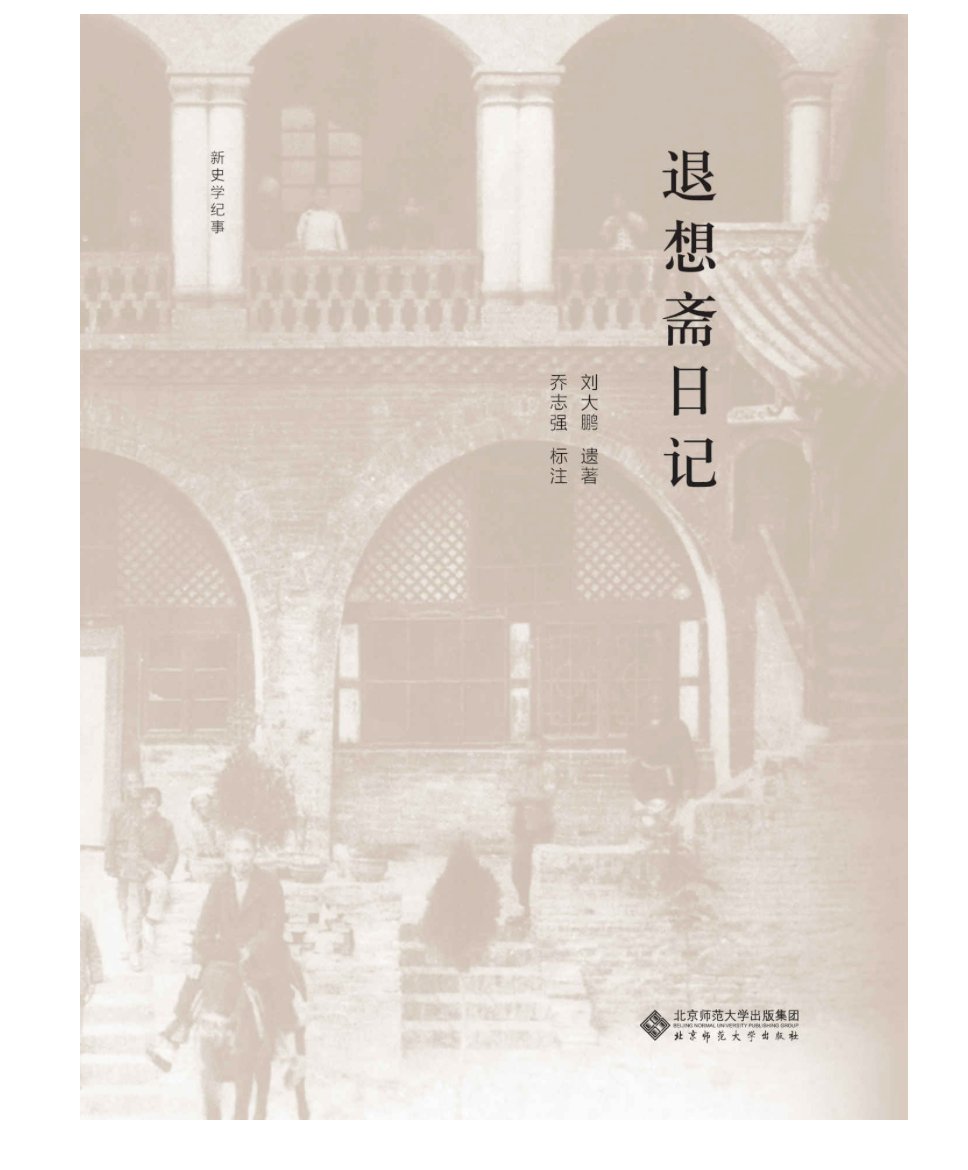 退想斋日记
刘大鹏 遗著
乔志强 标注
新史学纪事
北京师范大学出版集团
BEIJING NORMAL UNIVERSITY PUBLISHING GROUP
北京师范大学出版社